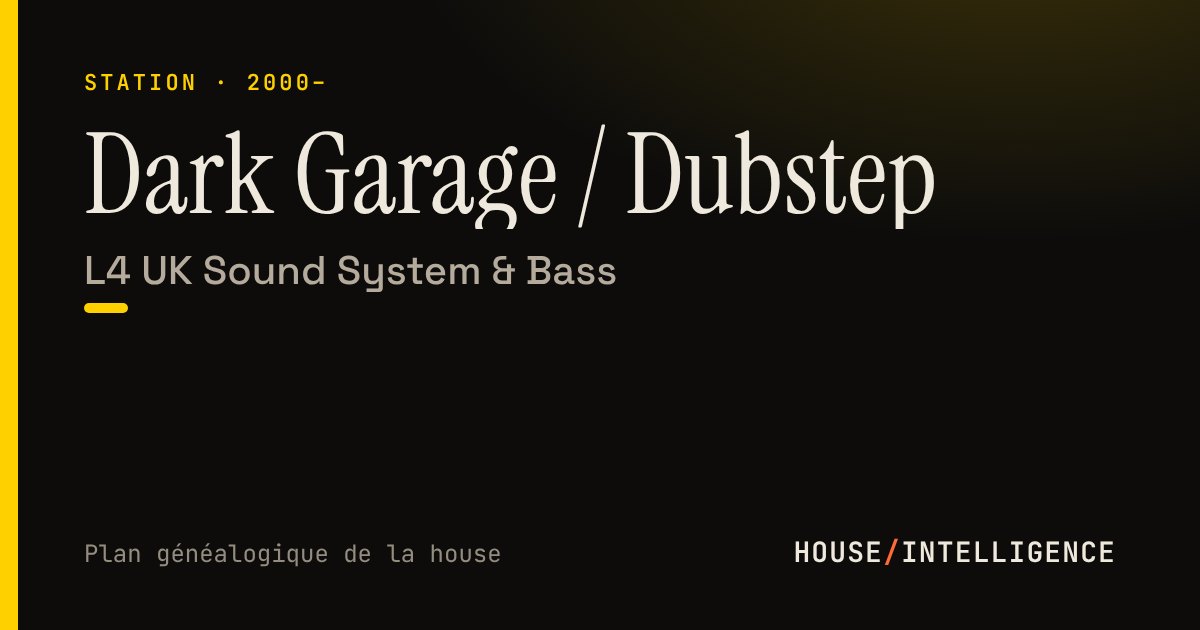 STATION · 2000–
Dark Garage / Dubstep
L4 UK Sound System & Bass
Plan généalogique de la house
HOUSE/INTELLIGENCE